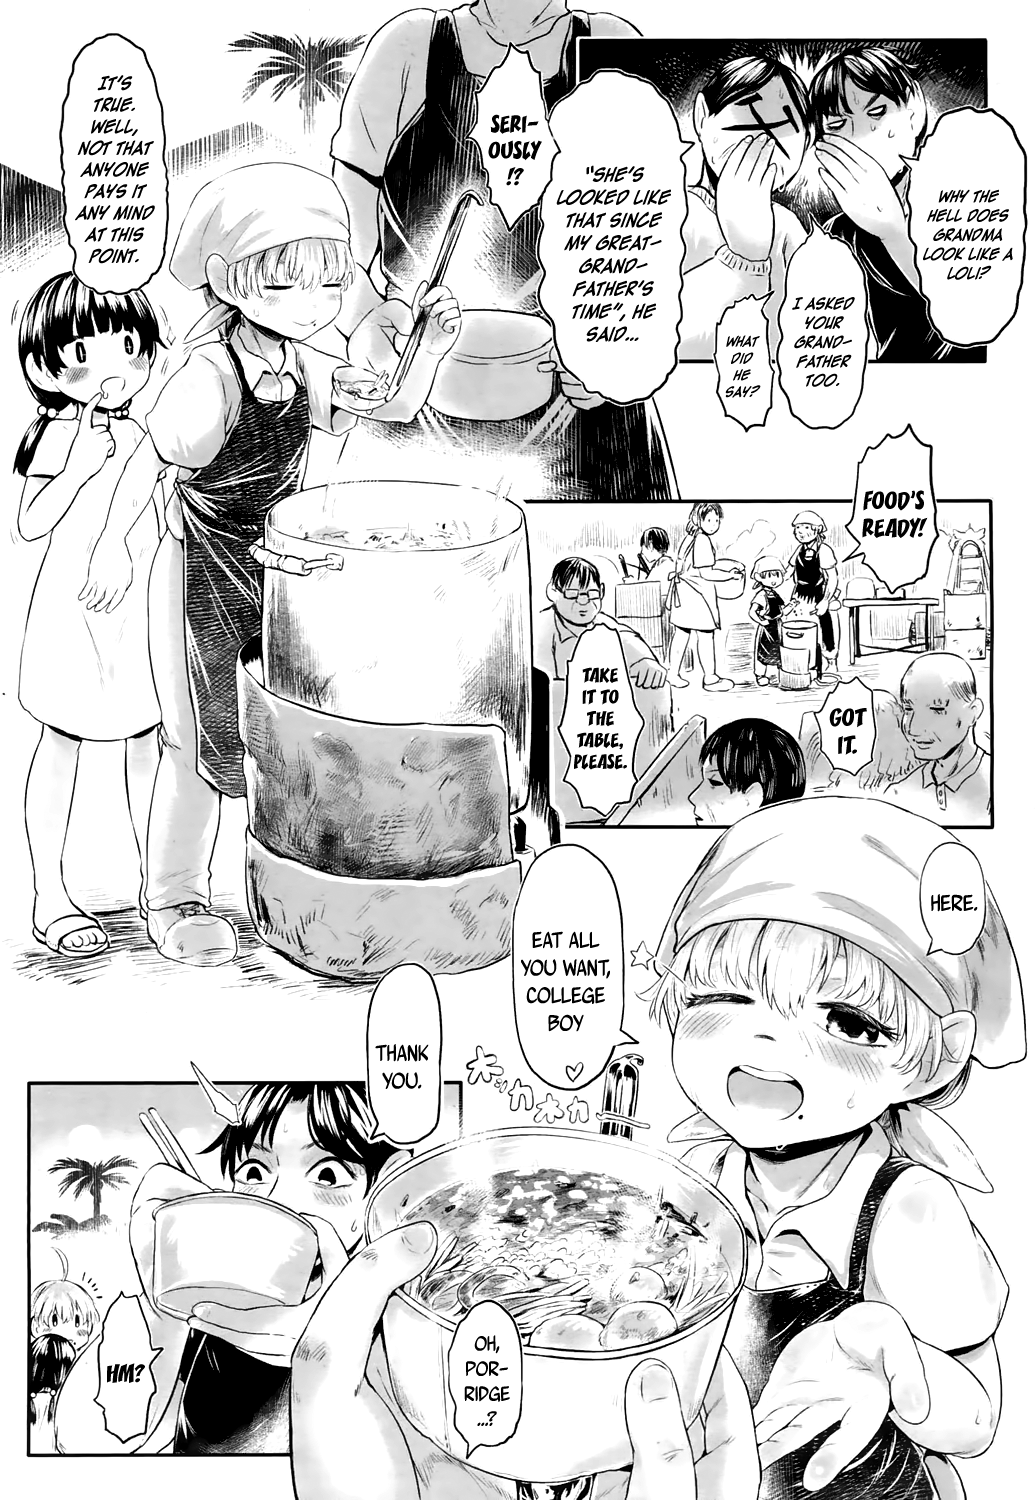 WHY THE
HELL DOES
GRANDMA
LOOK LIKE A
LOLI?
I ASKED
YOUR
GRAND-
FATHER
TOO.
WHAT
DID
HE
SAY?
"SHE'S
LOOKED LIKE
THAT SINCE
MY GREAT-
GRAND-
FATHER'S
TIME", HE
SAID...
SERI-
OUSLY
!?
IT'S
TRUE.
WELL,
NOT THAT
ANYONE
PAYS IT
ANY MIND
AT THIS
POINT.
FOOD'S
READY!
TAKE
IT TO
THE
TABLE,
PLEASE.
GOT
IT.
HERE.
EAT ALL
YOU WANT,
COLLEGE
BOY
♡
ホカホカ
THANK
YOU.
OH,
POR-
RIDGE
...?
HM?